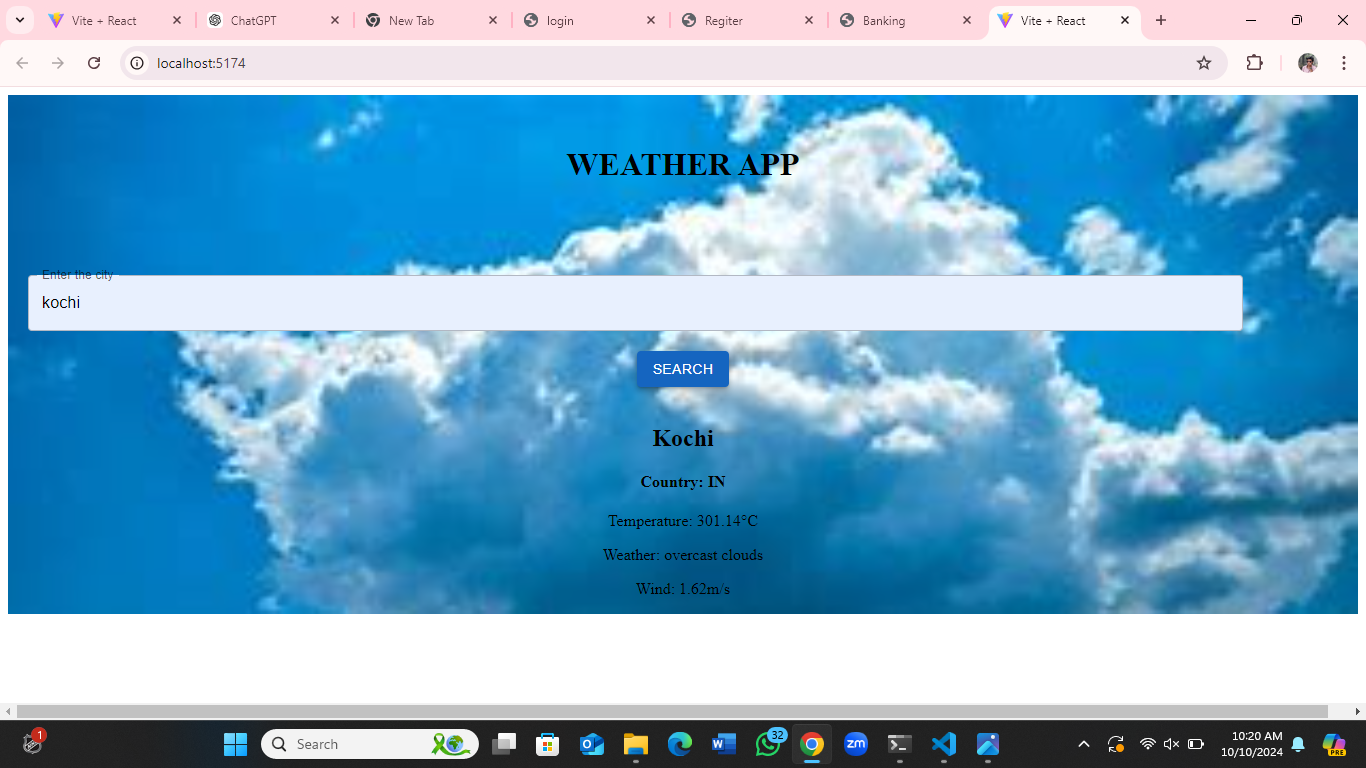 Vite + React
ChatGPT
New Tab
login
Regiter
Banking
Vite + React
localhost:5174
WEATHER APP
Enter the city
kochi
SEARCH
Kochi
Country: IN
Temperature: 301.14°C
Weather: overcast clouds
Wind: 1.62m/s
1
Search
32
zm
10:20 AM
10/10/2024
PRE